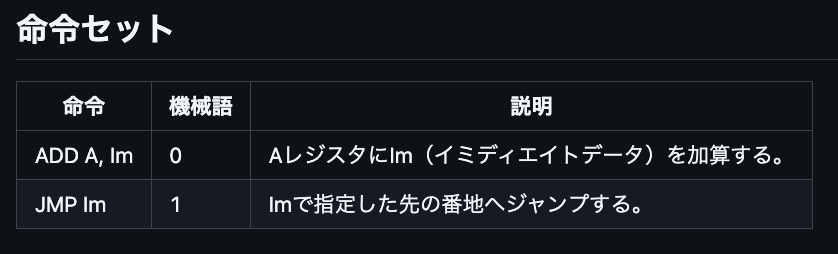 命令セット
命令 機械語 説明
ADD A, Im 0 AレジスタにIm（イミディエイトデータ）を加算する。
JMP Im 1 Imで指定した先の番地へジャンプする。